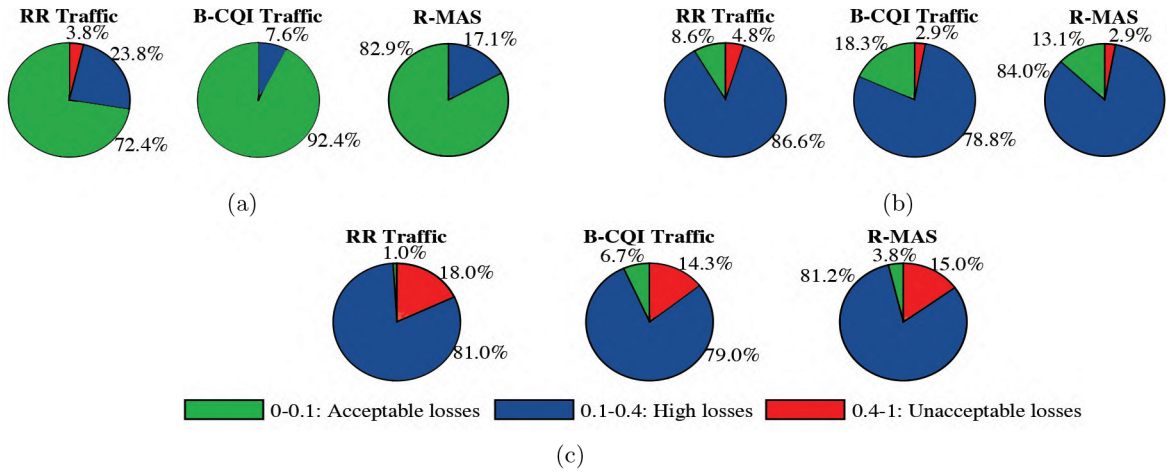 RR Traffic
3.8%
23.8%
72.4%
B-CQI Traffic
7.6%
92.4%
R-MAS
82.9%
17.1%
(a)
RR Traffic
8.6%
4.8%
86.6%
B-CQI Traffic
18.3%
2.9%
78.8%
R-MAS
13.1%
2.9%
84.0%
(b)
RR Traffic
1.0%
18.0%
81.0%
B-CQI Traffic
6.7%
14.3%
79.0%
R-MAS
81.2%
3.8%
15.0%
0-0.1: Acceptable losses
0.1-0.4: High losses
0.4-1: Unacceptable losses
(c)